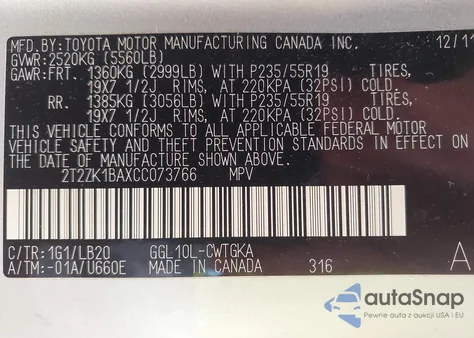 MFD. BY: TOYOTA MOTOR MANUFACTURING CANADA INC. 12/11
GVWR: 2520KG (5560LB)
GAWR: FRT. 1360KG (2999LB) WITH P235/55R19 TIRES,
19X7 1/2J RIMS, AT 220KPA (32PSI) COLD.
RR. 1385KG (3056LB) WITH P235/55R19 TIRES,
19X7 1/2J RIMS, AT 220KPA (32PSI) COLD.
THIS VEHICLE CONFORMS TO ALL APPLICABLE FEDERAL MOTOR
VEHICLE SAFETY AND THEFT PREVENTION STANDARDS IN EFFECT ON
THE DATE OF MANUFACTURE SHOWN ABOVE.
2T2ZK1BAXCC073766 MPV
C/TR: 1G1/LB20 GGL10L-CWTGKA A
A/TM: -01A/U660E MADE IN CANADA 316
autoSnap
Pewne auta z aukcji USA i EU